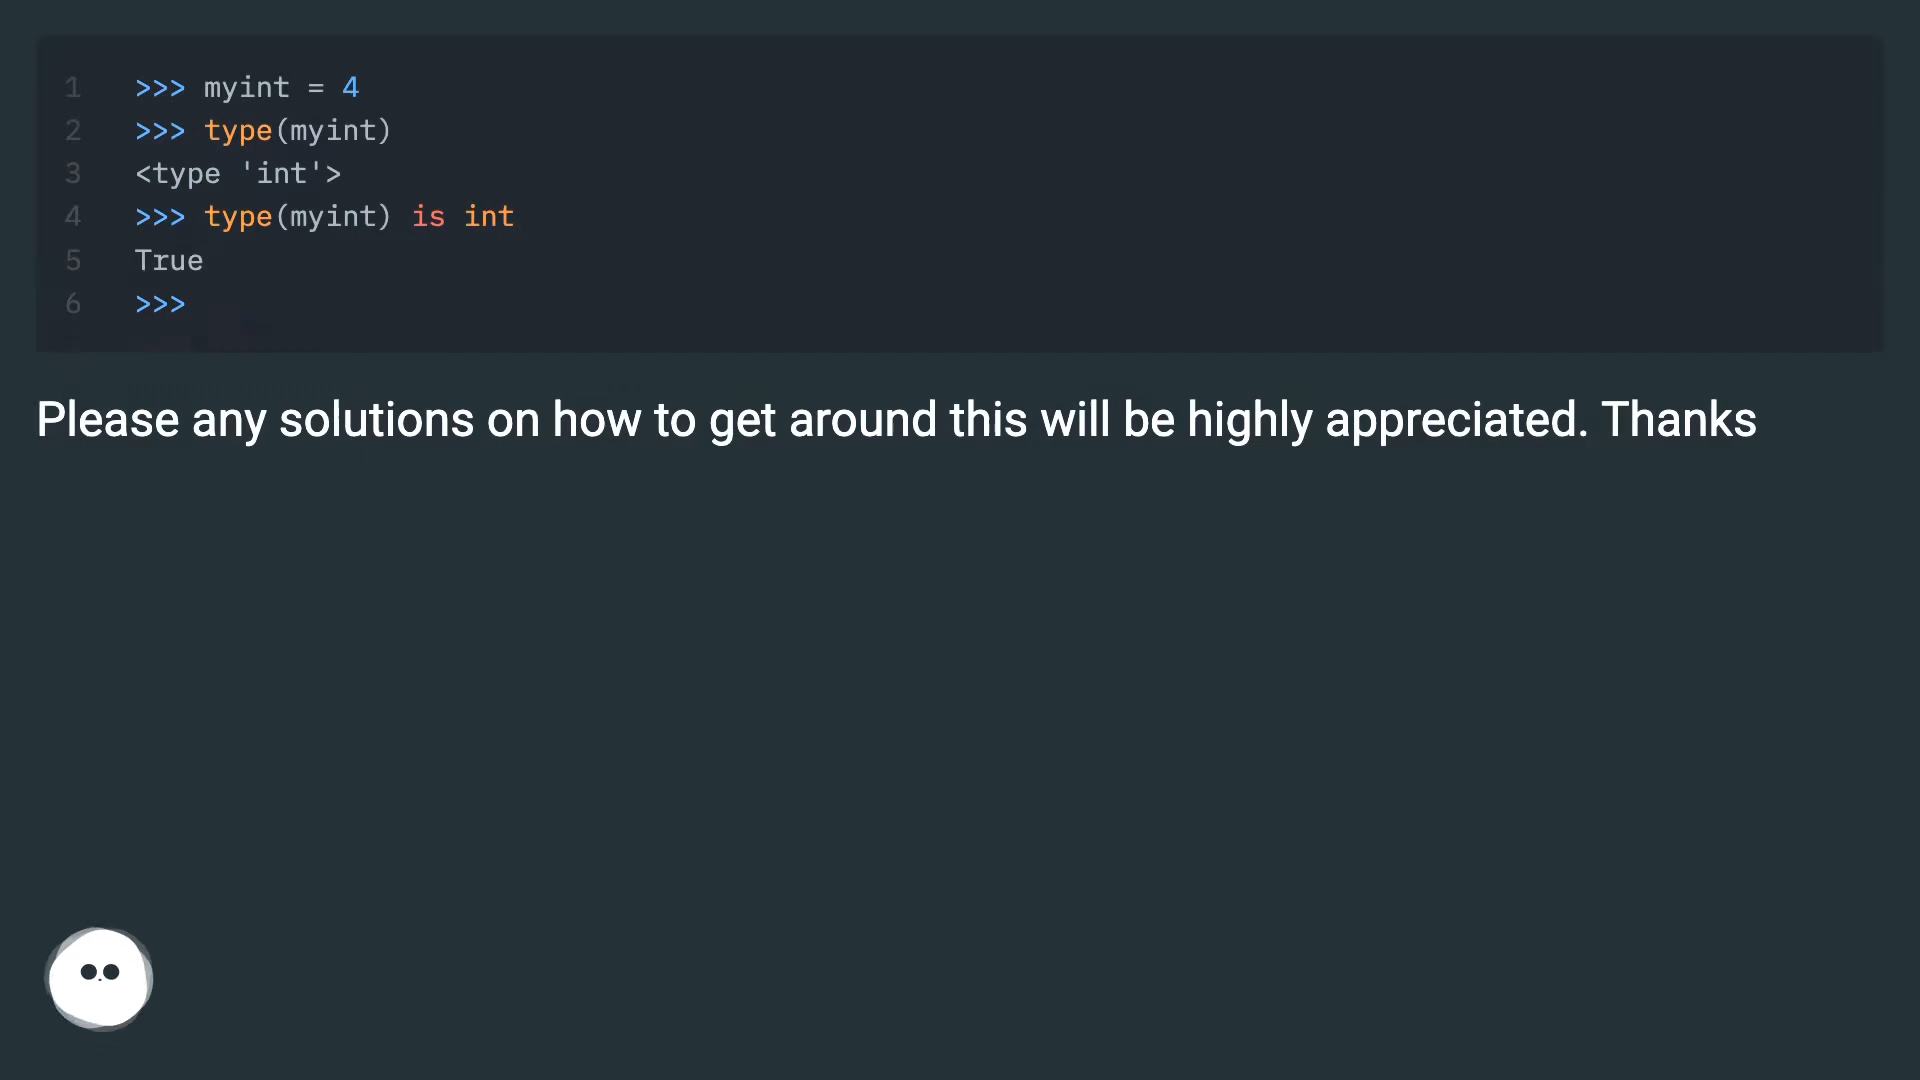 1 >>> myint = 4
2 >>> type(myint)
3 <type 'int'>
4 >>> type(myint) is int
5 True
6 >>>
Please any solutions on how to get around this will be highly appreciated. Thanks